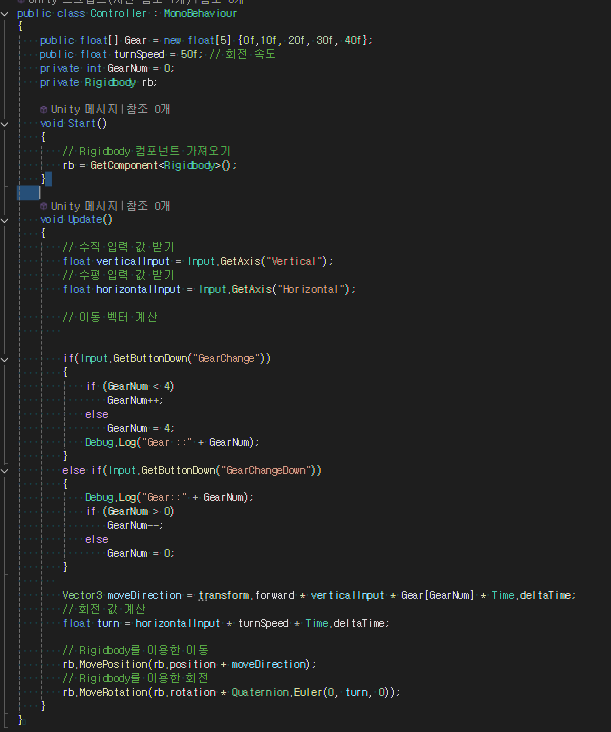 public class Controller : MonoBehaviour
{
public float[] Gear = new float[5] {0f,10f, 20f, 30f, 40f};
public float turnSpeed = 50f; // 회전 속도
private int GearNum = 0;
private Rigidbody rb;
Unity 메시지|참조 0개
void Start()
{
// Rigidbody 컴포넌트 가져오기
rb = GetComponent<Rigidbody>();
}
Unity 메시지|참조 0개
void Update()
{
// 수직 입력 값 받기
float verticalInput = Input.GetAxis("Vertical");
// 수평 입력 값 받기
float horizontalInput = Input.GetAxis("Horizontal");
// 이동 벡터 계산
if(Input.GetButtonDown("GearChange"))
{
if (GearNum < 4)
GearNum++;
else
GearNum = 4;
Debug.Log("Gear ::" + GearNum);
}
else if(Input.GetButtonDown("GearChangeDown"))
{
Debug.Log("Gear::" + GearNum);
if (GearNum > 0)
GearNum--;
else
GearNum = 0;
}
Vector3 moveDirection = transform.forward * verticalInput * Gear[GearNum] * Time.deltaTime;
// 회전 값 계산
float turn = horizontalInput * turnSpeed * Time.deltaTime;
// Rigidbody를 이용한 이동
rb.MovePosition(rb.position + moveDirection);
// Rigidbody를 이용한 회전
rb.MoveRotation(rb.rotation * Quaternion.Euler(0, turn, 0));
}
}